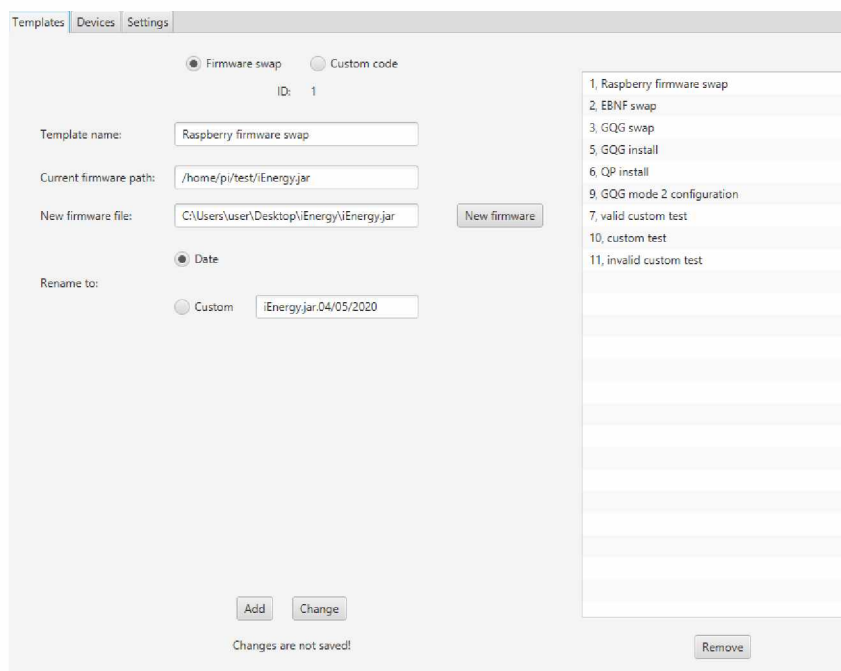 Templates Devices Settings
Firmware swap Custom code
ID: 1
Template name: Raspberry firmware swap
Current firmware path: /home/pi/test/iEnergy.jar
New firmware file: C:\Users\user\Desktop\iEnergy\iEnergy.jar New firmware
Date
Rename to:
Custom iEnergy.jar.04/05/2020
Add Change
Changes are not saved!
1, Raspberry firmware swap
2, EBNF swap
3, GQG swap
5, GQG install
6, QP install
9, GQG mode 2 configuration
7, valid custom test
10, custom test
11, invalid custom test
Remove